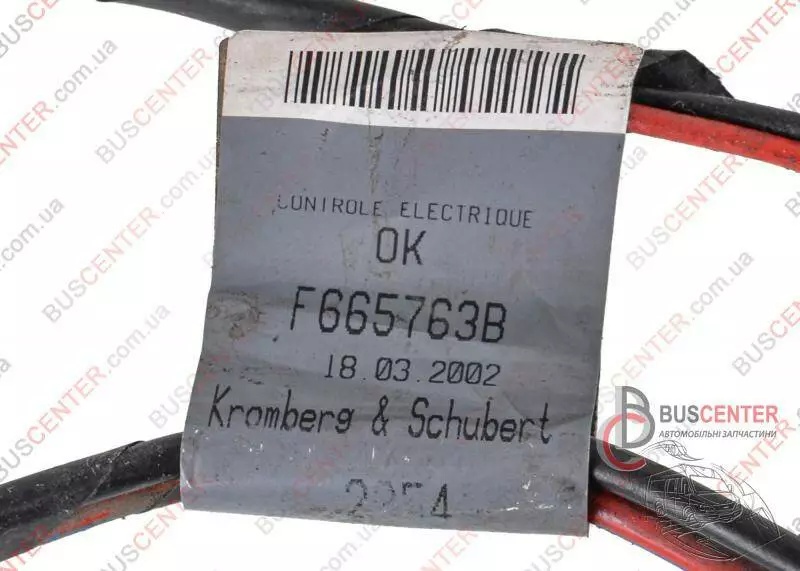 CONTROLE ELECTRIQUE
OK
F665763B
18.03.2002
Kromberg & Schubert
BUSCENTER
АВТОМОБІЛЬНІ ЗАПЧАСТИНИ
BUSCENTER.com.ua